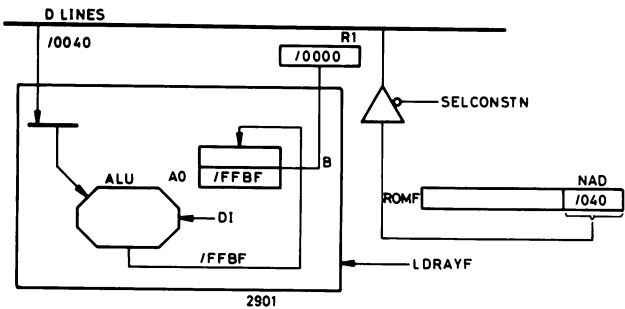 D LINES
/0040
R1
/0000
SELCONSTN
ALU
A0
/FFBF
B
NAD
ROMF
/040
DI
/FFBF
LDRAYF
2901